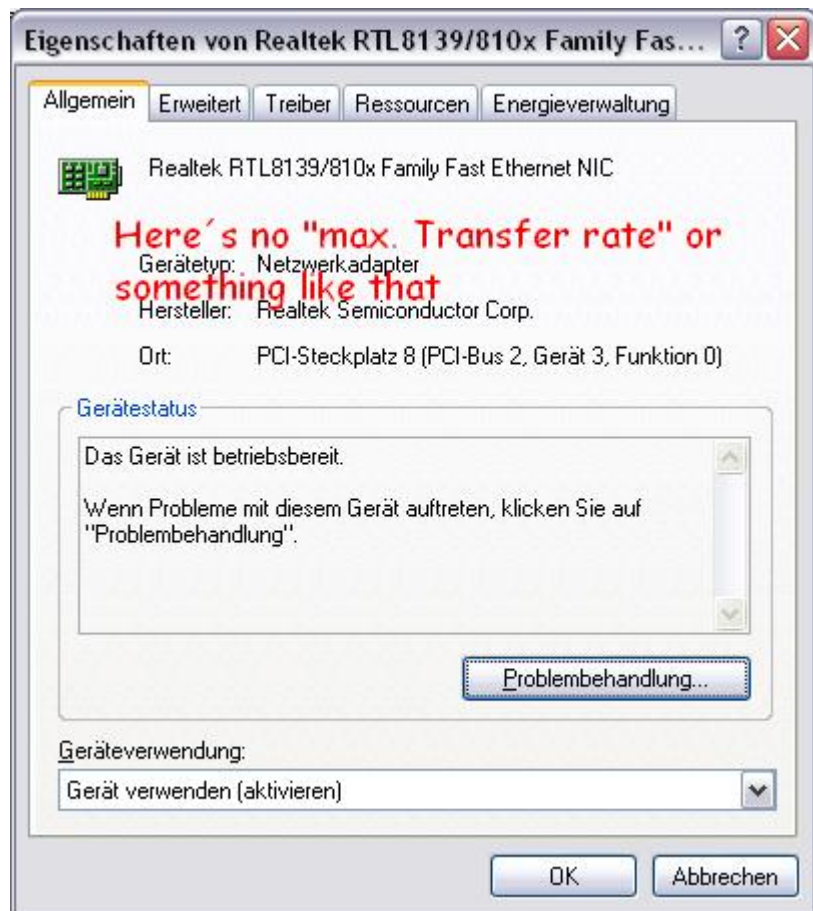 Eigenschaften von Realtek RTL8139/810x Family Fas...
Allgemein Erweitert Treiber Ressourcen Energieverwaltung
Realtek RTL8139/810x Family Fast Ethernet NIC
Here´s no "max. Transfer rate" or
Gerätetyp: Netzwerkadapter
something like that
Hersteller: Realtek Semiconductor Corp.
Ort: PCI-Steckplatz 8 (PCI-Bus 2, Gerät 3, Funktion 0)
Gerätestatus
Das Gerät ist betriebsbereit.
Wenn Probleme mit diesem Gerät auftreten, klicken Sie auf
"Problembehandlung".
Problembehandlung...
Geräteverwendung:
Gerät verwenden (aktivieren)
OK Abbrechen